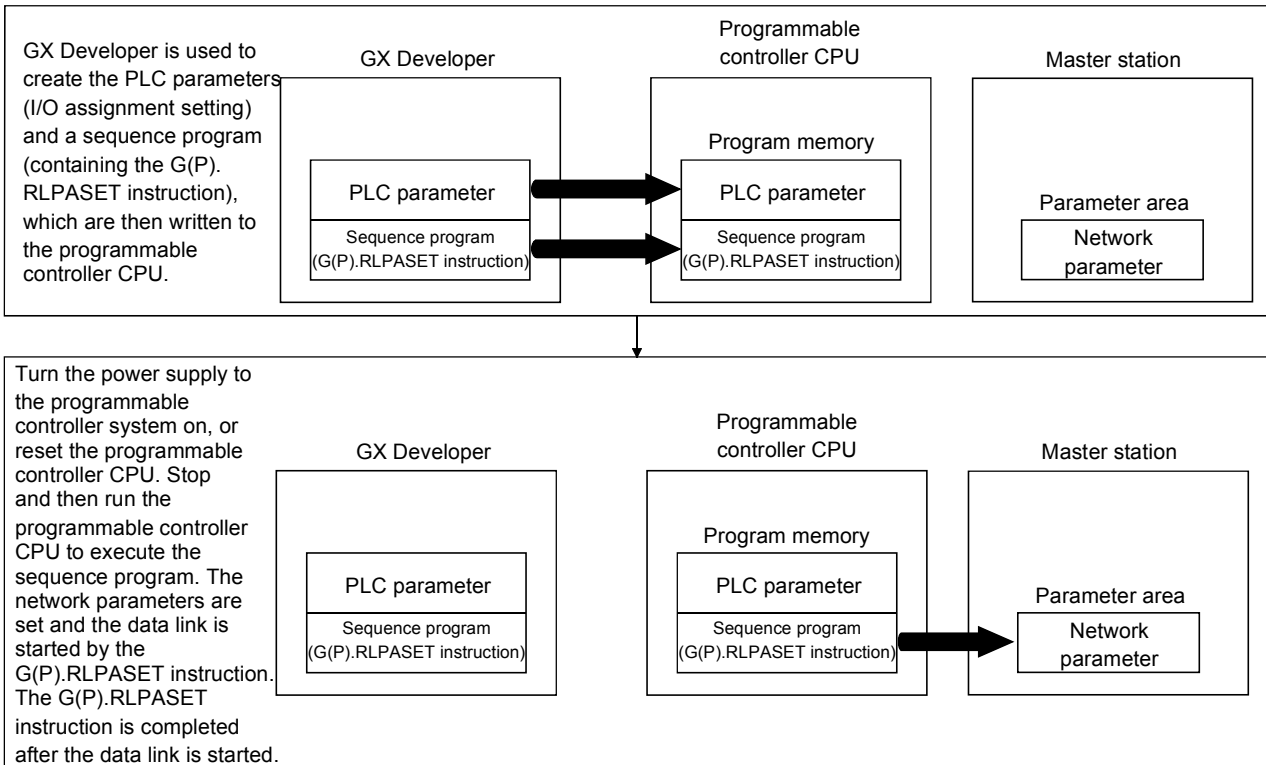 GX Developer is used to
create the PLC parameters
(I/O assignment setting)
and a sequence program
(containing the G(P).
RLPASET instruction),
which are then written to
the programmable
controller CPU.
GX Developer
PLC parameter
Sequence program
(G(P).RLPASET instruction)
Programmable
controller CPU
Program memory
PLC parameter
Sequence program
(G(P).RLPASET instruction)
Master station
Parameter area
Network
parameter
Turn the power supply to
the programmable
controller system on, or
reset the programmable
controller CPU. Stop
and then run the
programmable controller
CPU to execute the
sequence program. The
network parameters are
set and the data link is
started by the
G(P).RLPASET instruction.
The G(P).RLPASET
instruction is completed
after the data link is started.
GX Developer
PLC parameter
Sequence program
(G(P).RLPASET instruction)
Programmable
controller CPU
Program memory
PLC parameter
Sequence program
(G(P).RLPASET instruction)
Master station
Parameter area
Network
parameter